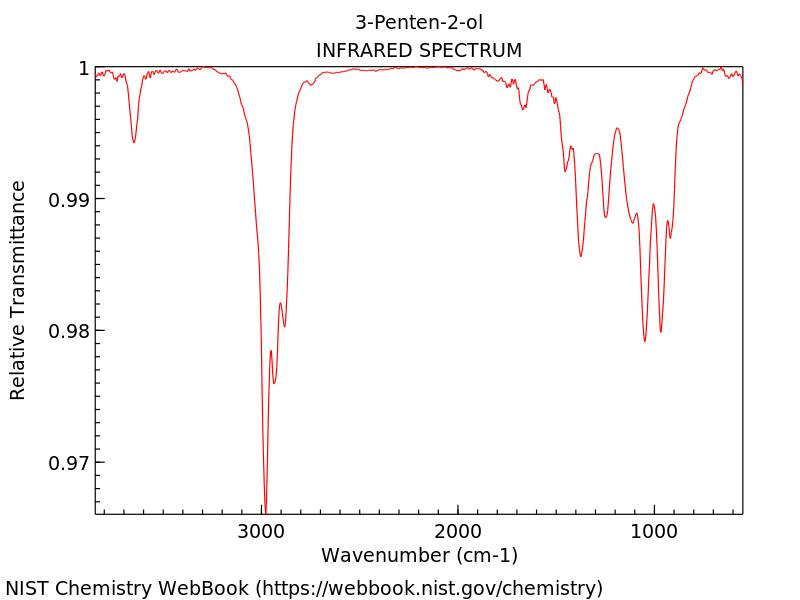 3-Penten-2-ol
INFRARED SPECTRUM
1
0.99
0.98
0.97
Relative Transmittance
3000 2000 1000
Wavenumber (cm-1)
NIST Chemistry WebBook (https://webbook.nist.gov/chemistry)